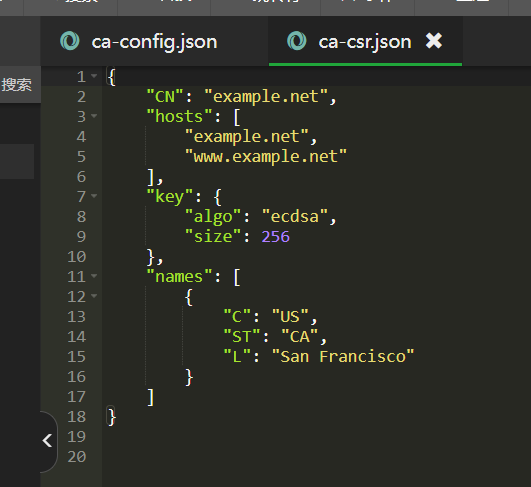 ca-config.json
ca-csr.json
搜索
1 {
2 "CN": "example.net",
3 "hosts": [
4 "example.net",
5 "www.example.net"
6 ],
7 "key": {
8 "algo": "ecdsa",
9 "size": 256
10 },
11 "names": [
12 {
13 "C": "US",
14 "ST": "CA",
15 "L": "San Francisco"
16 }
17 ]
18 }
19
20